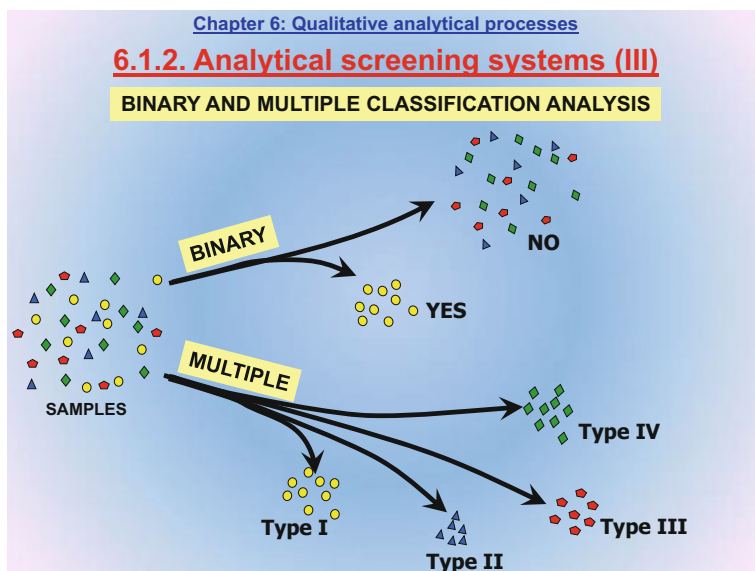 Chapter 6: Qualitative analytical processes
6.1.2. Analytical screening systems (III)
BINARY AND MULTIPLE CLASSIFICATION ANALYSIS
BINARY
NO
YES
SAMPLES
MULTIPLE
Type IV
Type I
Type II
Type III